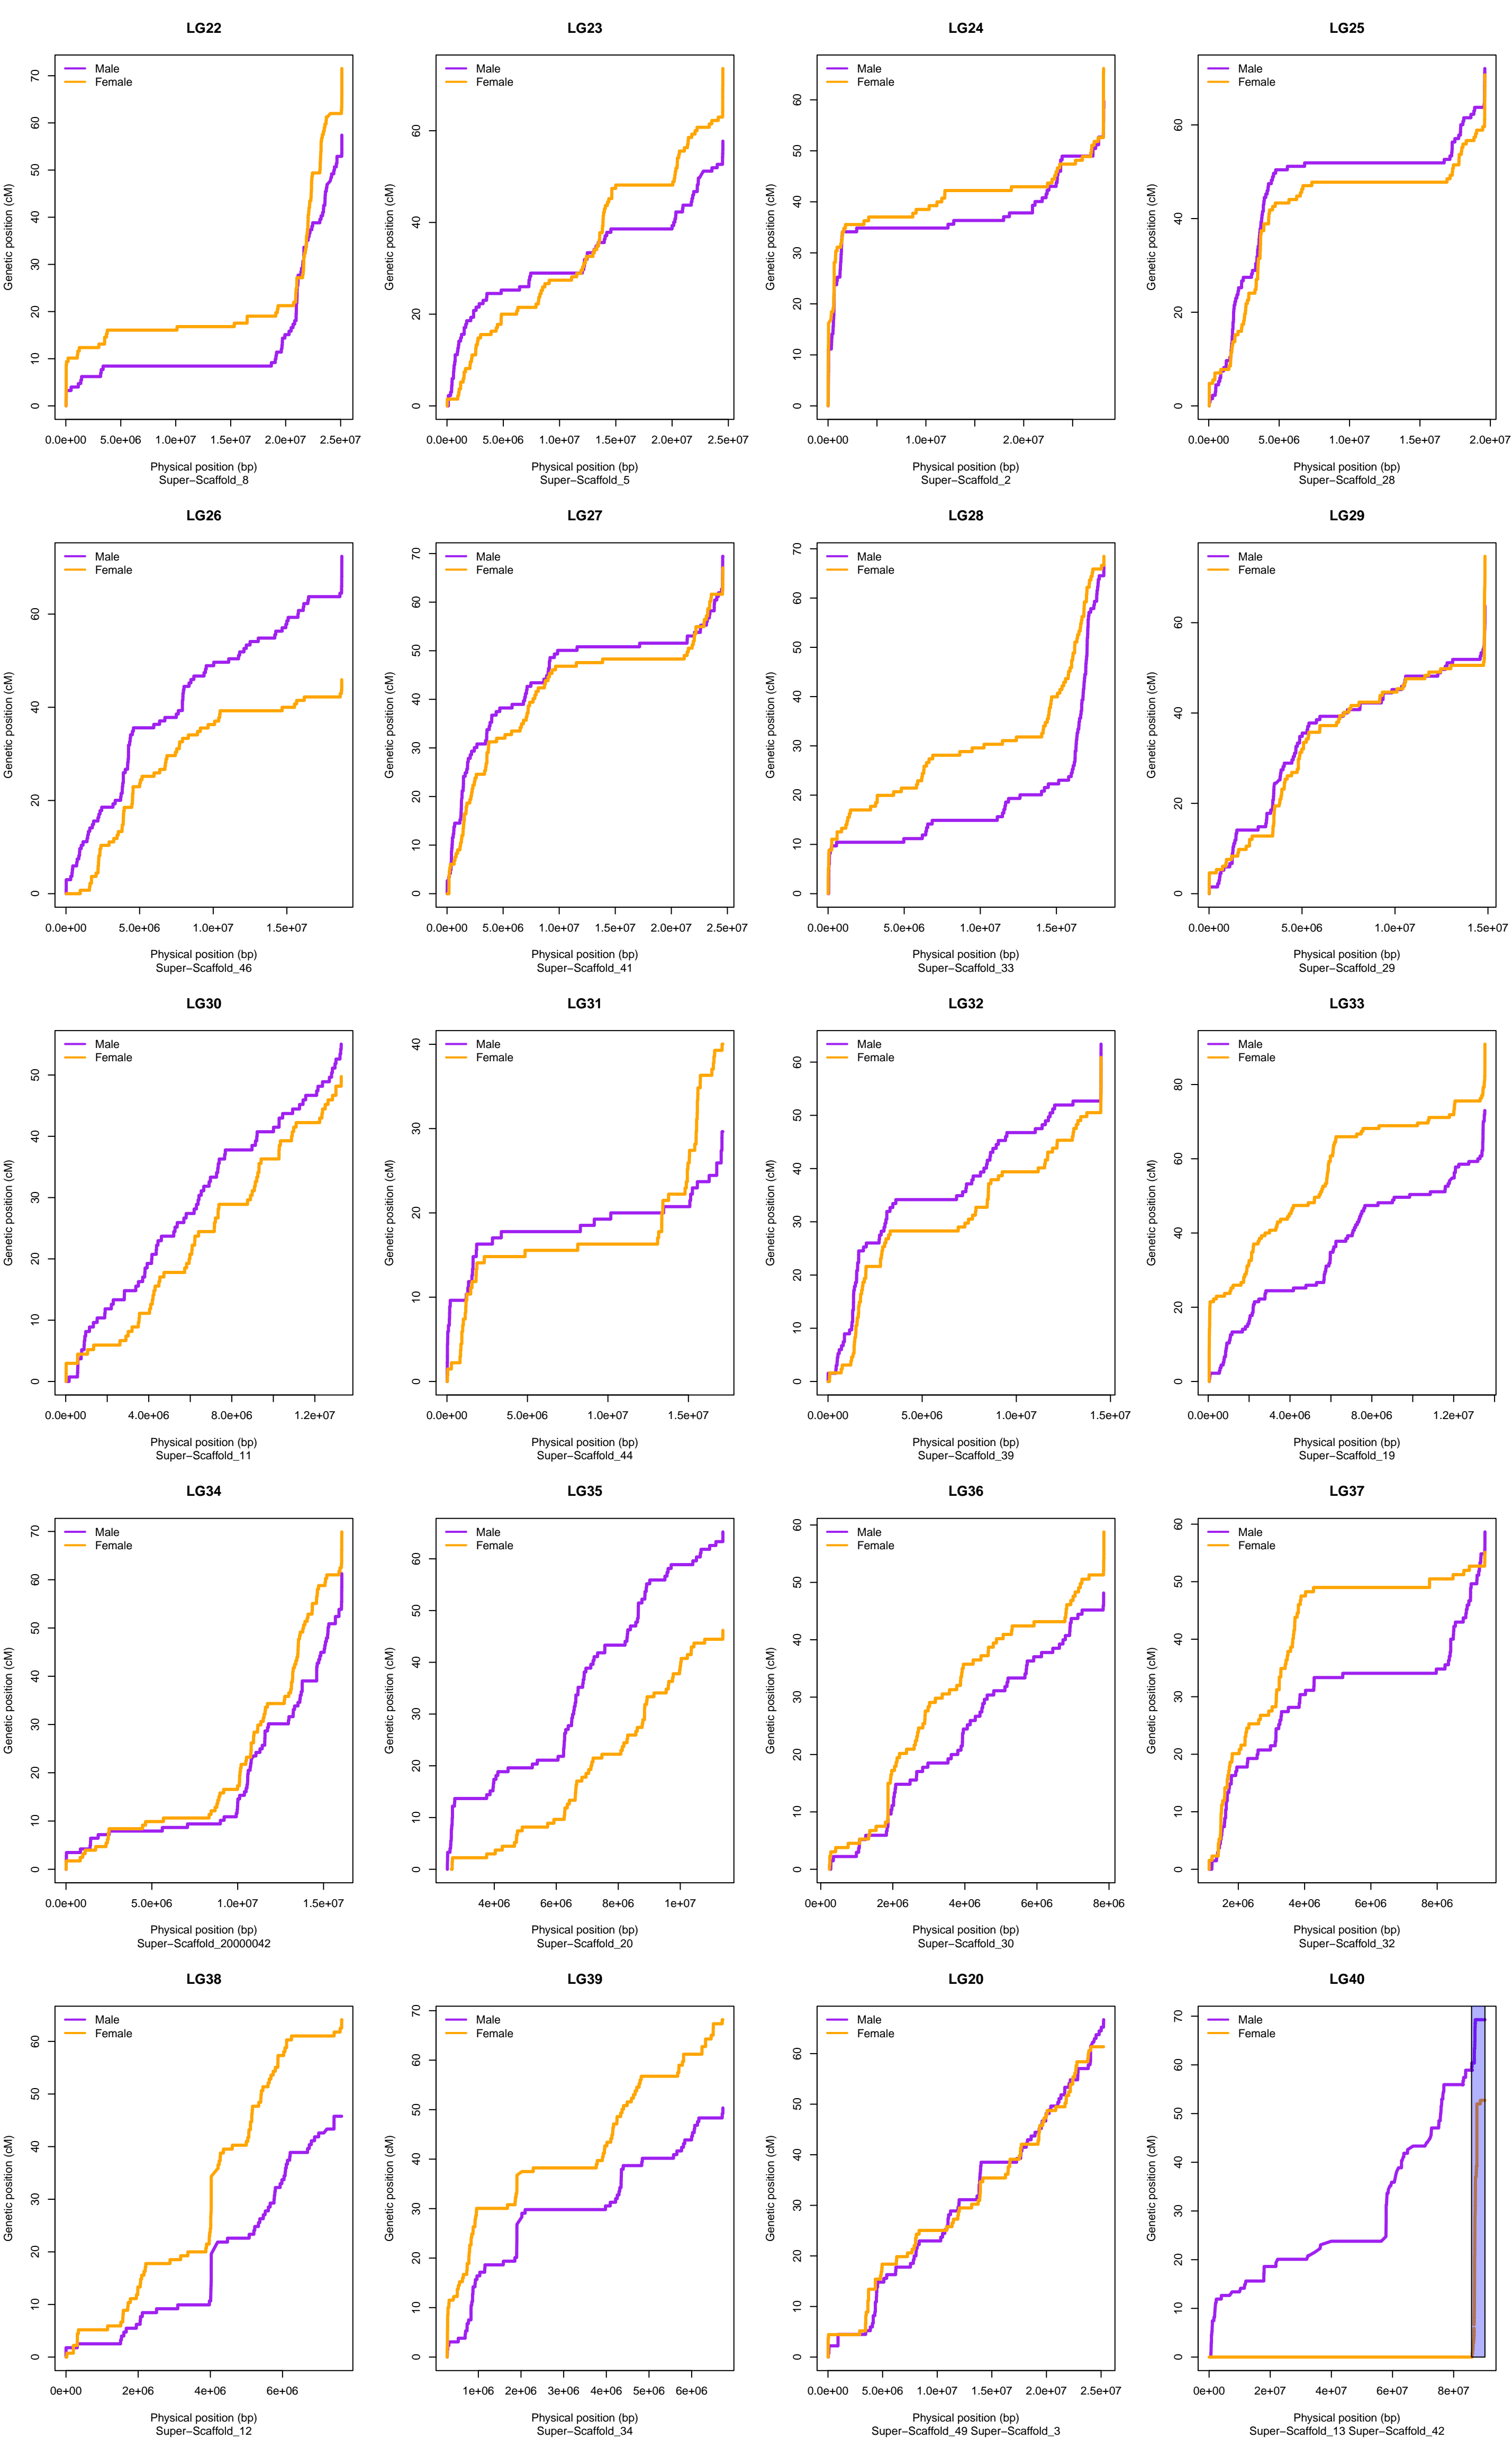 LG22
LG23
LG24
LG25
Male
Female
Male
Female
Male
Female
Male
Female
Genetic position (cM)
0 10 20 30 40 50 60 70
Genetic position (cM)
0 20 40 60
Genetic position (cM)
0 10 20 30 40 50 60
Genetic position (cM)
0 20 40 60
0.0e+00 5.0e+06 1.0e+07 1.5e+07 2.0e+07 2.5e+07
0.0e+00 5.0e+06 1.0e+07 1.5e+07 2.0e+07 2.5e+07
0.0e+00 1.0e+07 2.0e+07
0.0e+00 5.0e+06 1.0e+07 1.5e+07 2.0e+07
Physical position (bp)
Super−Scaffold_8
Physical position (bp)
Super−Scaffold_5
Physical position (bp)
Super−Scaffold_2
Physical position (bp)
Super−Scaffold_28
LG26
LG27
LG28
LG29
Male
Female
Male
Female
Male
Female
Male
Female
Genetic position (cM)
0 20 40 60
Genetic position (cM)
0 10 20 30 40 50 60 70
Genetic position (cM)
0 10 20 30 40 50 60 70
Genetic position (cM)
0 20 40 60
0.0e+00 5.0e+06 1.0e+07 1.5e+07
0.0e+00 5.0e+06 1.0e+07 1.5e+07 2.0e+07 2.5e+07
0.0e+00 5.0e+06 1.0e+07 1.5e+07
0.0e+00 5.0e+06 1.0e+07 1.5e+07
Physical position (bp)
Super−Scaffold_46
Physical position (bp)
Super−Scaffold_41
Physical position (bp)
Super−Scaffold_33
Physical position (bp)
Super−Scaffold_29
LG30
LG31
LG32
LG33
Male
Female
Male
Female
Male
Female
Male
Female
Genetic position (cM)
0 10 20 30 40 50
Genetic position (cM)
0 10 20 30 40
Genetic position (cM)
0 10 20 30 40 50 60
Genetic position (cM)
0 20 40 60 80
0.0e+00 4.0e+06 8.0e+06 1.2e+07
0.0e+00 5.0e+06 1.0e+07 1.5e+07
0.0e+00 5.0e+06 1.0e+07 1.5e+07
0.0e+00 4.0e+06 8.0e+06 1.2e+07
Physical position (bp)
Super−Scaffold_11
Physical position (bp)
Super−Scaffold_44
Physical position (bp)
Super−Scaffold_39
Physical position (bp)
Super−Scaffold_19
LG34
LG35
LG36
LG37
Male
Female
Male
Female
Male
Female
Male
Female
Genetic position (cM)
0 10 20 30 40 50 60 70
Genetic position (cM)
0 10 20 30 40 50 60
Genetic position (cM)
0 10 20 30 40 50 60
Genetic position (cM)
0 10 20 30 40 50 60
0.0e+00 5.0e+06 1.0e+07 1.5e+07
4e+06 6e+06 8e+06 1e+07
0e+00 2e+06 4e+06 6e+06 8e+06
2e+06 4e+06 6e+06 8e+06
Physical position (bp)
Super−Scaffold_20000042
Physical position (bp)
Super−Scaffold_20
Physical position (bp)
Super−Scaffold_30
Physical position (bp)
Super−Scaffold_32
LG38
LG39
LG20
LG40
Male
Female
Male
Female
Male
Female
Male
Female
Genetic position (cM)
0 10 20 30 40 50 60
Genetic position (cM)
0 10 20 30 40 50 60 70
Genetic position (cM)
0 10 20 30 40 50 60
Genetic position (cM)
0 10 20 30 40 50 60 70
0e+00 2e+06 4e+06 6e+06
1e+06 2e+06 3e+06 4e+06 5e+06 6e+06
0.0e+00 5.0e+06 1.0e+07 1.5e+07 2.0e+07 2.5e+07
0e+00 2e+07 4e+07 6e+07 8e+07
Physical position (bp)
Super−Scaffold_12
Physical position (bp)
Super−Scaffold_34
Physical position (bp)
Super−Scaffold_49 Super−Scaffold_3
Physical position (bp)
Super−Scaffold_13 Super−Scaffold_42